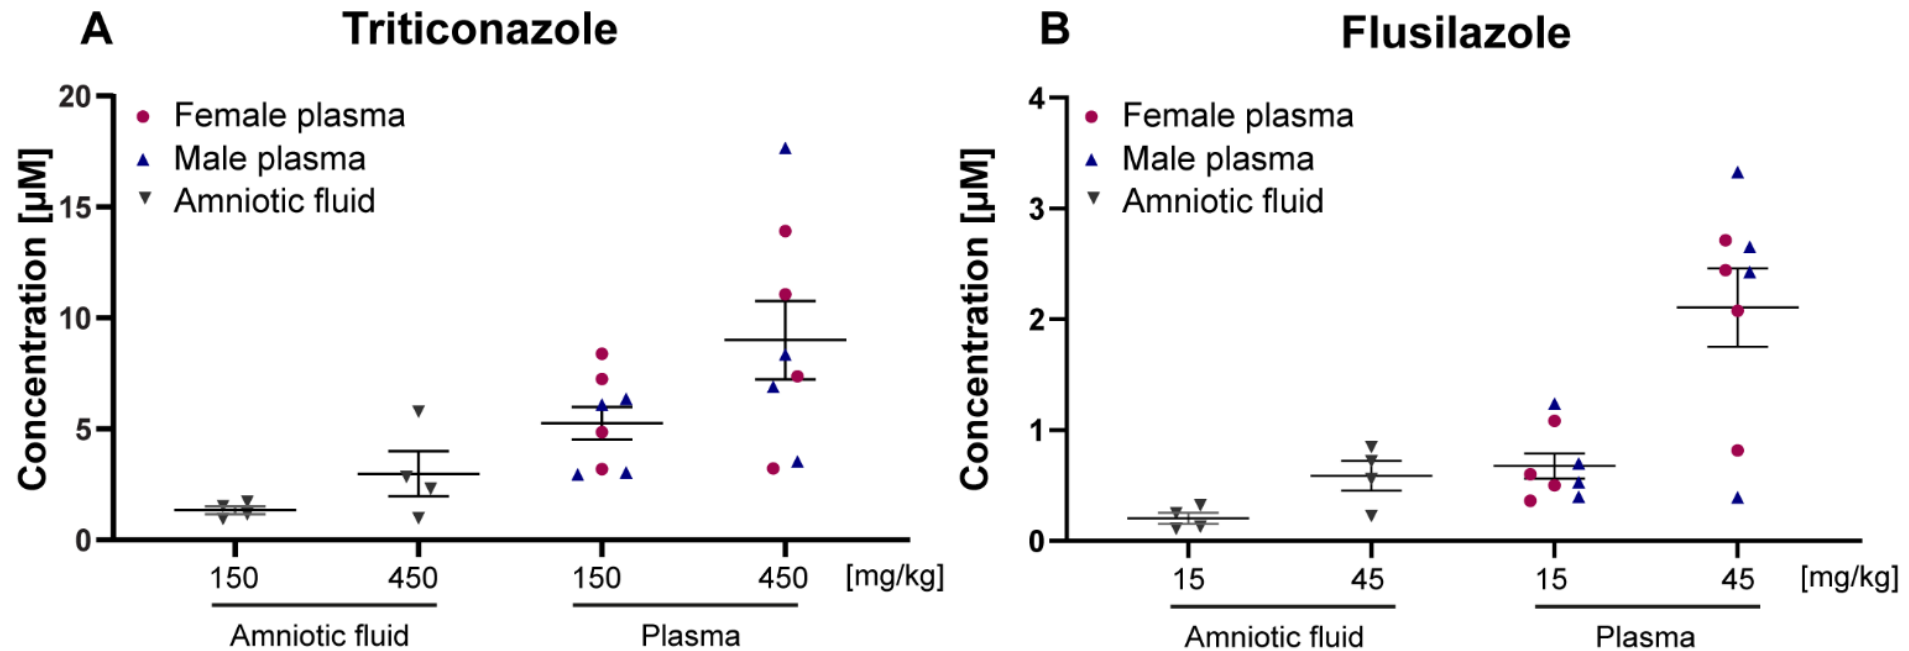 A
Triticonazole
Concentration [µM]
20
15
10
5
0
Female plasma
Male plasma
Amniotic fluid
150
450
150
450
[mg/kg]
Amniotic fluid
Plasma
B
Flusilazole
Concentration [µM]
4
3
2
1
0
Female plasma
Male plasma
Amniotic fluid
15
45
15
45
[mg/kg]
Amniotic fluid
Plasma